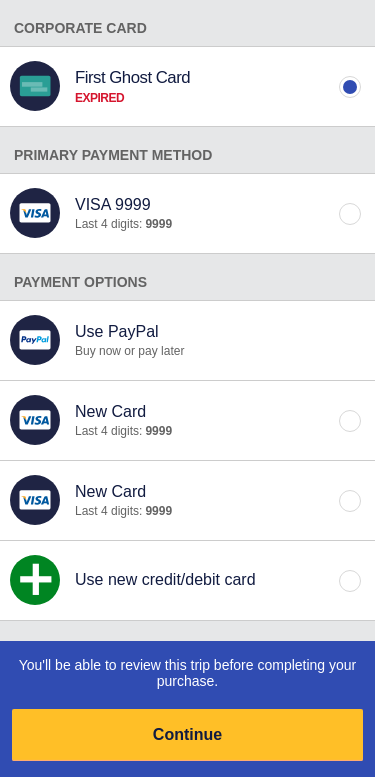 CORPORATE CARD
First Ghost Card
EXPIRED
PRIMARY PAYMENT METHOD
VISA
VISA 9999
Last 4 digits: 9999
PAYMENT OPTIONS
PayPal
Use PayPal
Buy now or pay later
VISA
New Card
Last 4 digits: 9999
VISA
New Card
Last 4 digits: 9999
Use new credit/debit card
You'll be able to review this trip before completing your
purchase.
Continue